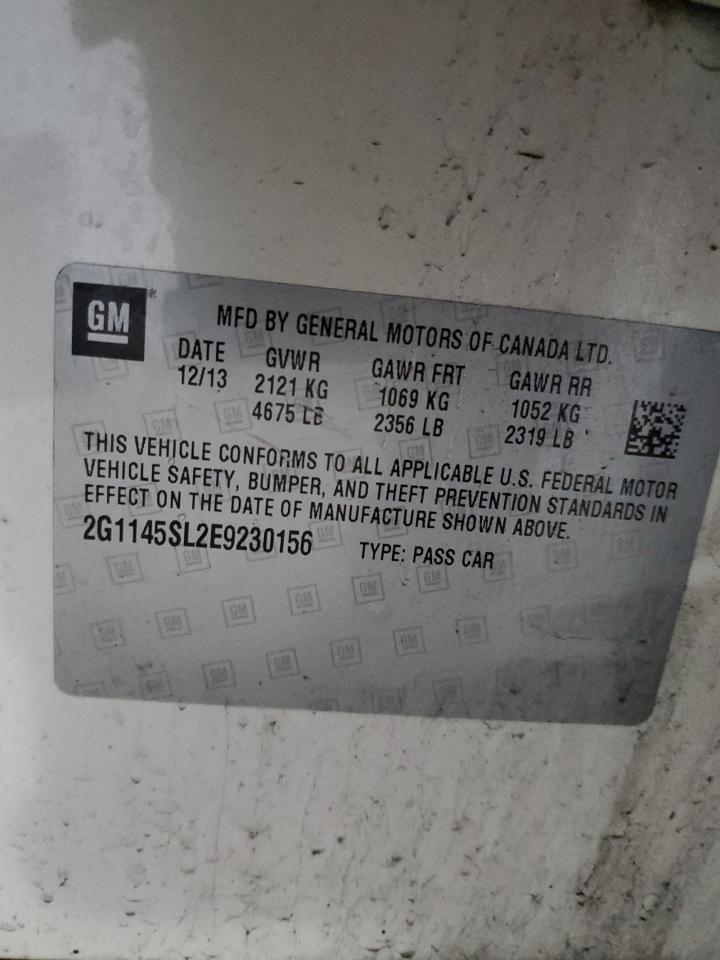 GM
MFD BY GENERAL MOTORS OF CANADA LTD.
DATE GVWR GAWR FRT GAWR RR
12/13 2121 KG 1069 KG 1052 KG
4675 LB 2356 LB 2319 LB
THIS VEHICLE CONFORMS TO ALL APPLICABLE U.S. FEDERAL MOTOR
VEHICLE SAFETY, BUMPER, AND THEFT PREVENTION STANDARDS IN
EFFECT ON THE DATE OF MANUFACTURE SHOWN ABOVE.
2G1145SL2E9230156 TYPE: PASS CAR